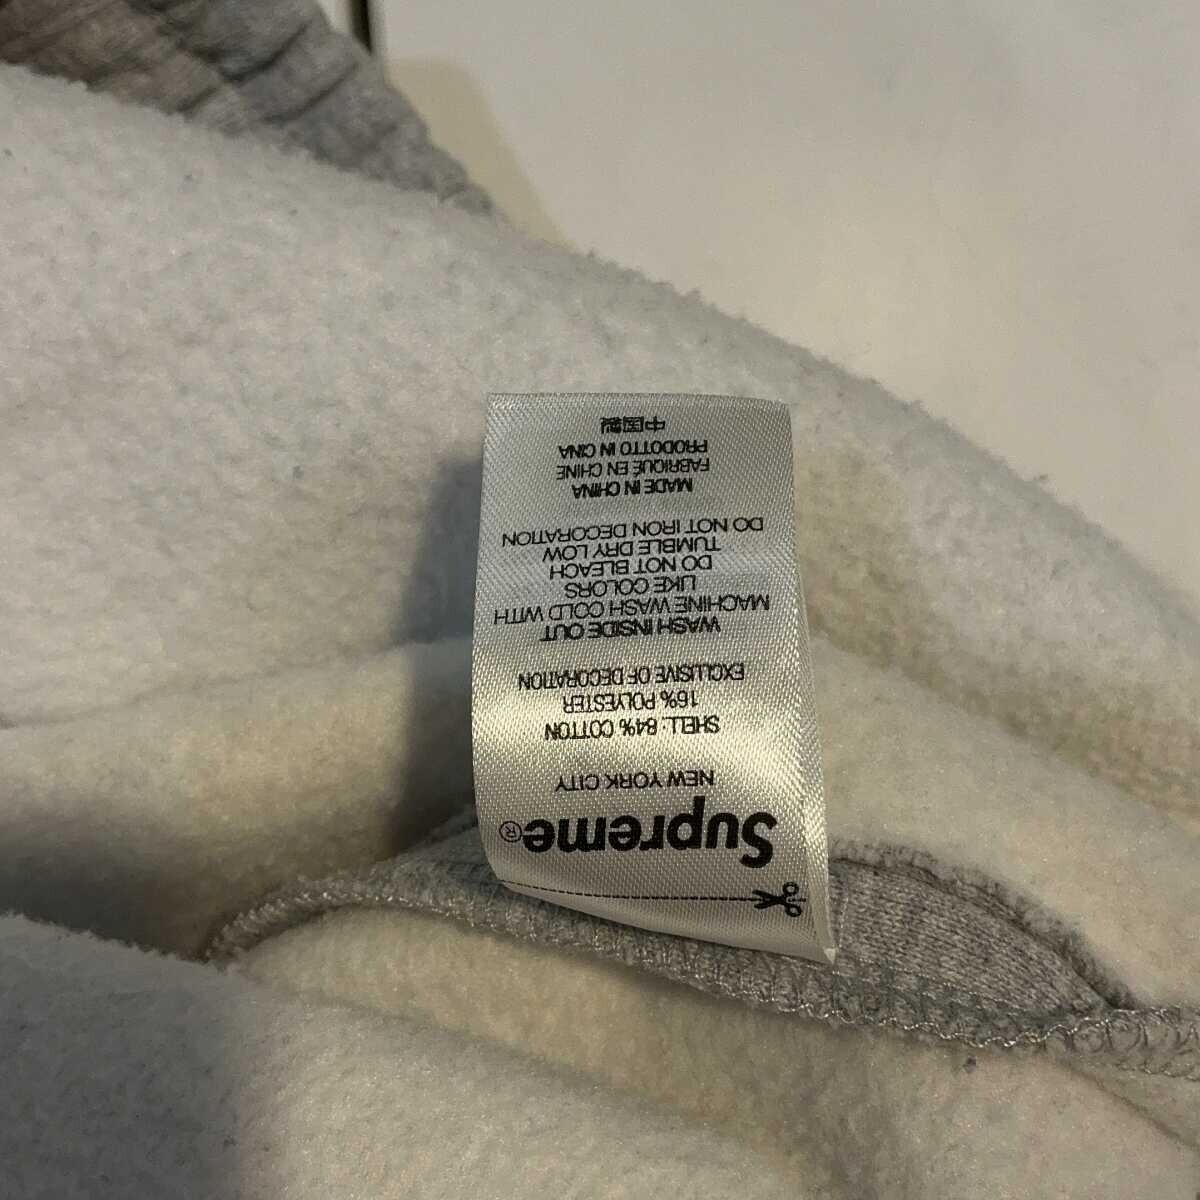 Supreme®
NEW YORK CITY
SHELL: 84% COTTON
16% POLYESTER
EXCLUSIVE OF DECORATION
WASH INSIDE OUT
MACHINE WASH COLD WITH
LIKE COLORS
DO NOT BLEACH
TUMBLE DRY LOW
DO NOT IRON DECORATION
MADE IN CHINA
FABRIQUÉ EN CHINE
PRODOTTO IN CINA
中国製